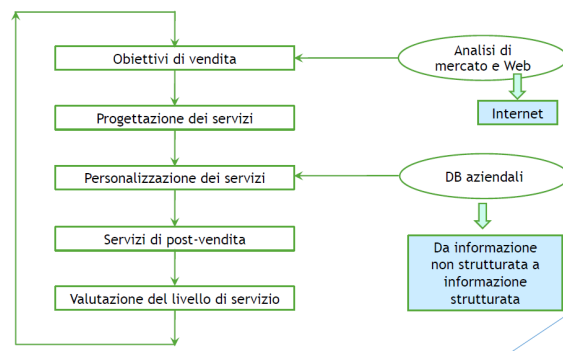 Obiettivi di vendita
Analisi di
mercato e Web
Internet
Progettazione dei servizi
Personalizzazione dei servizi
DB aziendali
Servizi di post-vendita
Da informazione
non strutturata a
informazione
strutturata
Valutazione del livello di servizio